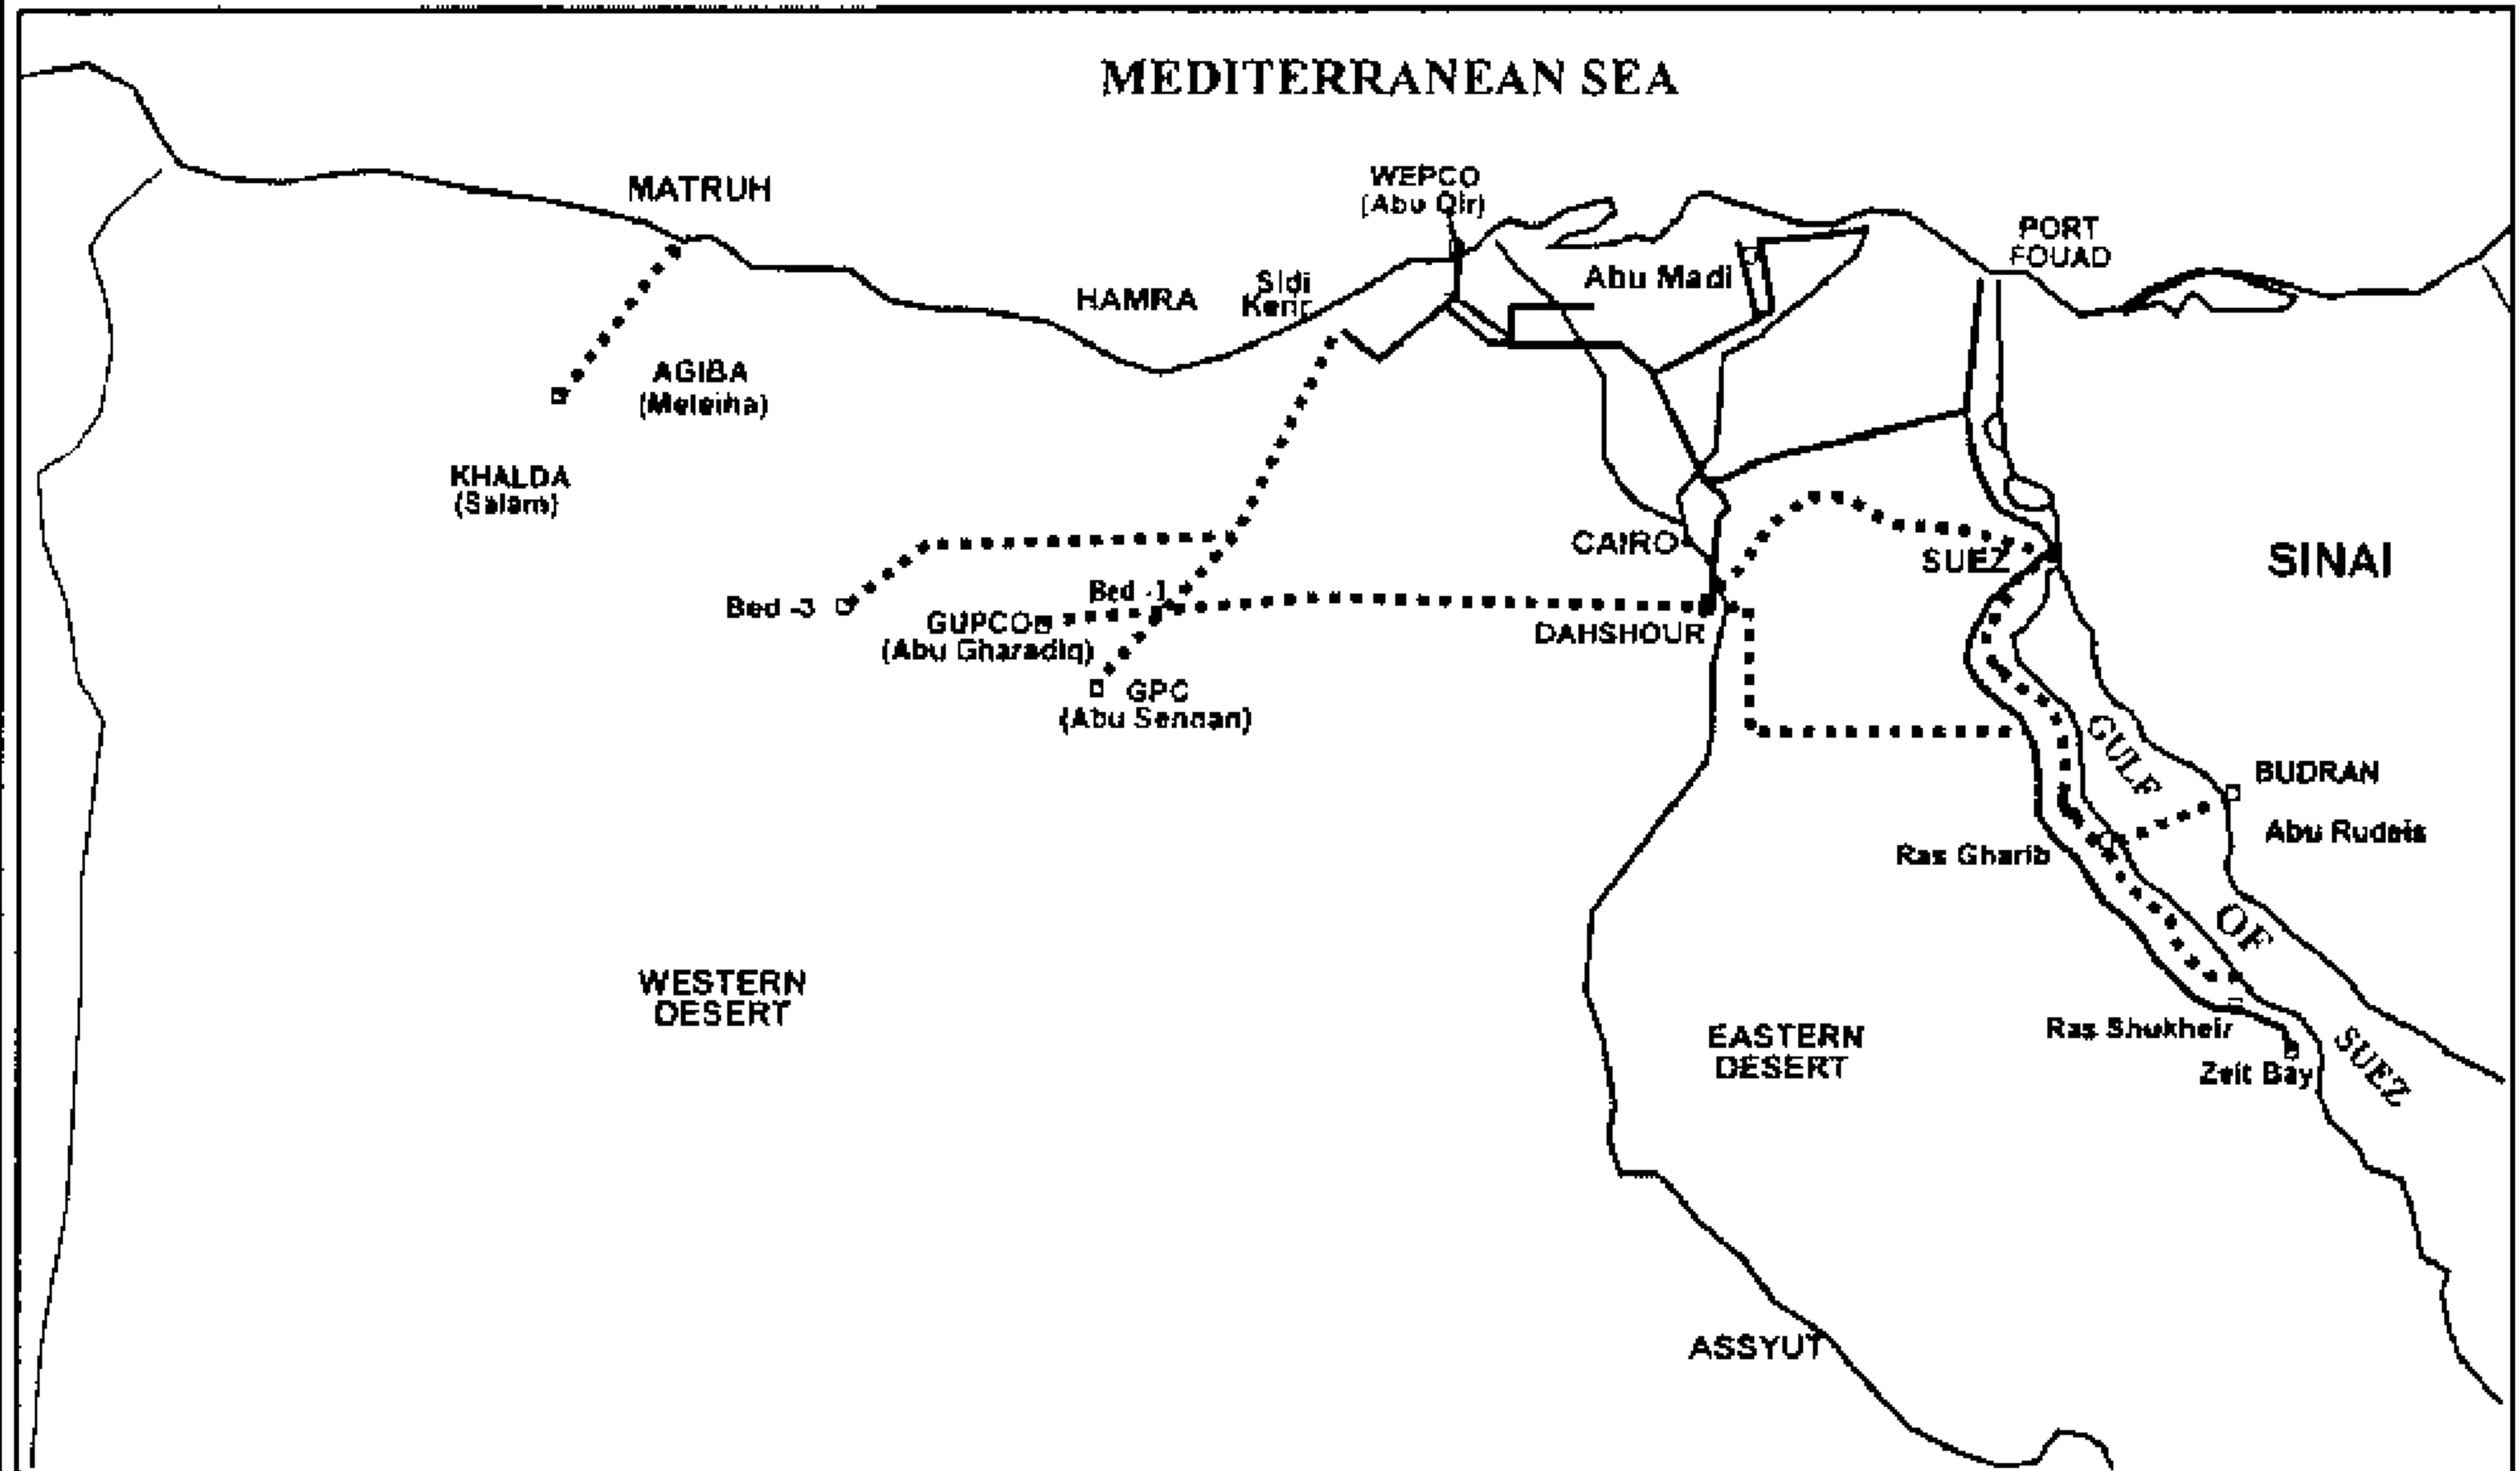 MEDITERRANEAN SEA
WEPCO
(Abu Qir)
MATRUH
PORT
FOUAD
Sidi
Kerir
Abu Madi
HAMRA
AGIBA
(Meleiha)
KHALDA
(Salam)
CAIRO
SUEZ
SINAI
Bed -3
Bed -1
GUPCO
(Abu Gharadiq)
DAHSHOUR
GPC
(Abu Sennan)
GULF
OF
SUEZ
BUDRAN
Abu Rudeis
Ras Gharib
WESTERN
DESERT
EASTERN
DESERT
Ras Shukheir
Zeit Bay
ASSYUT